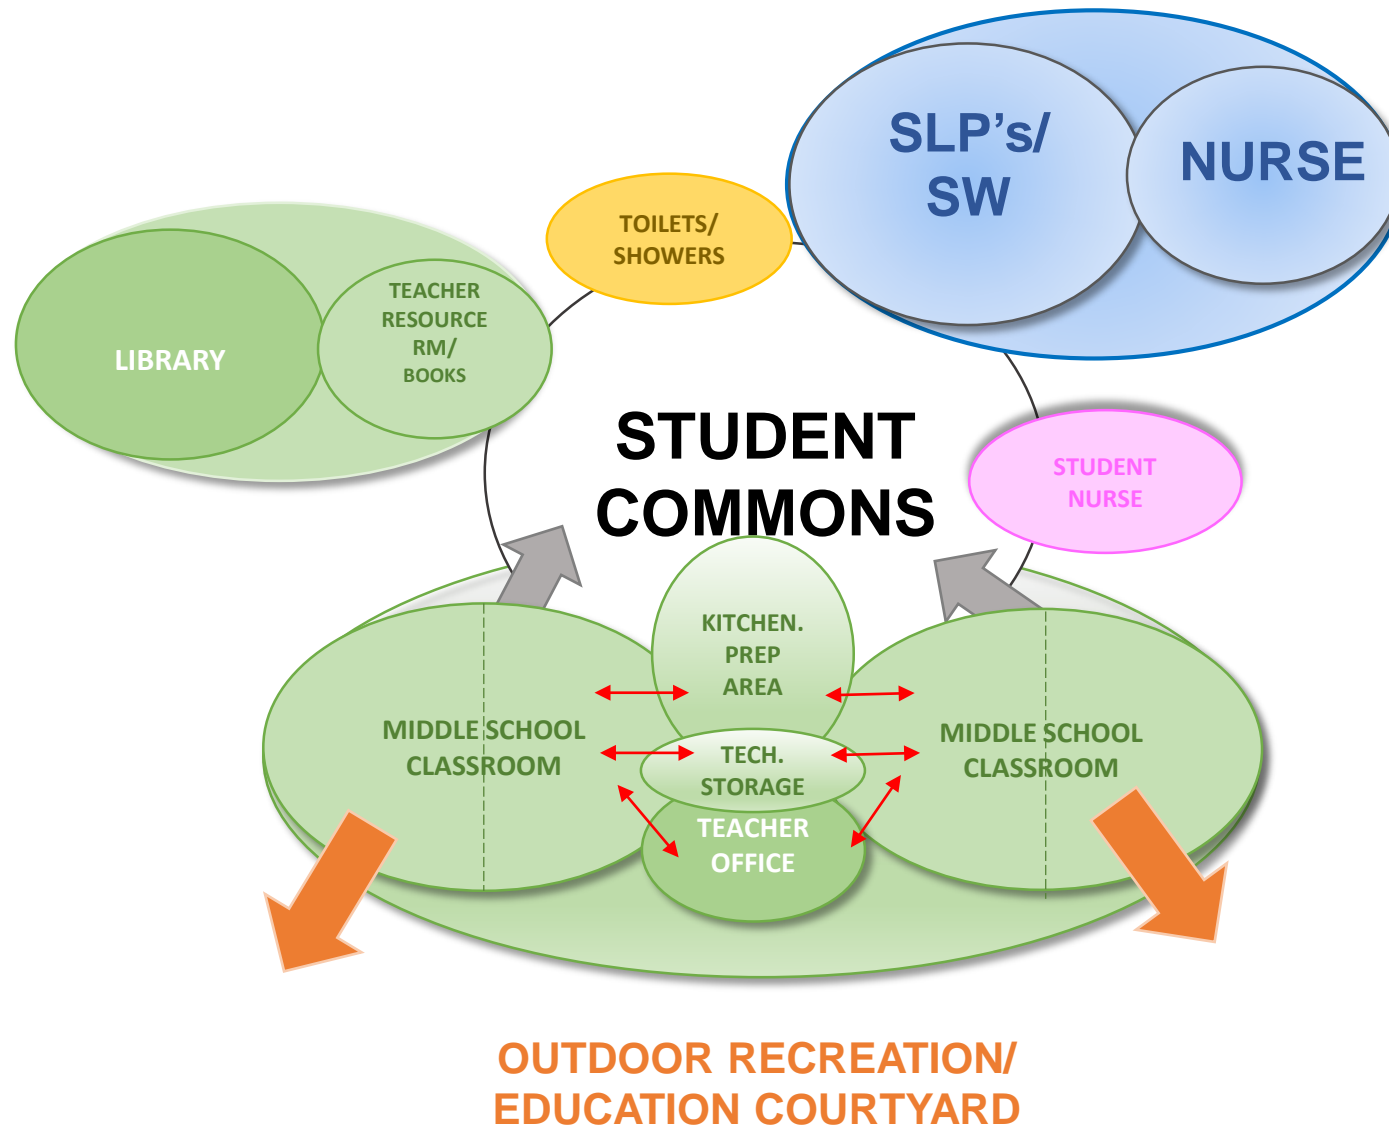 SLP's/
SW
NURSE
TOILETS/
SHOWERS
TEACHER
RESOURCE
RM/
BOOKS
LIBRARY
STUDENT
COMMONS
STUDENT
NURSE
KITCHEN.
PREP
AREA
MIDDLE SCHOOL
CLASSROOM
TECH.
STORAGE
MIDDLE SCHOOL
CLASSROOM
TEACHER
OFFICE
OUTDOOR RECREATION/
EDUCATION COURTYARD